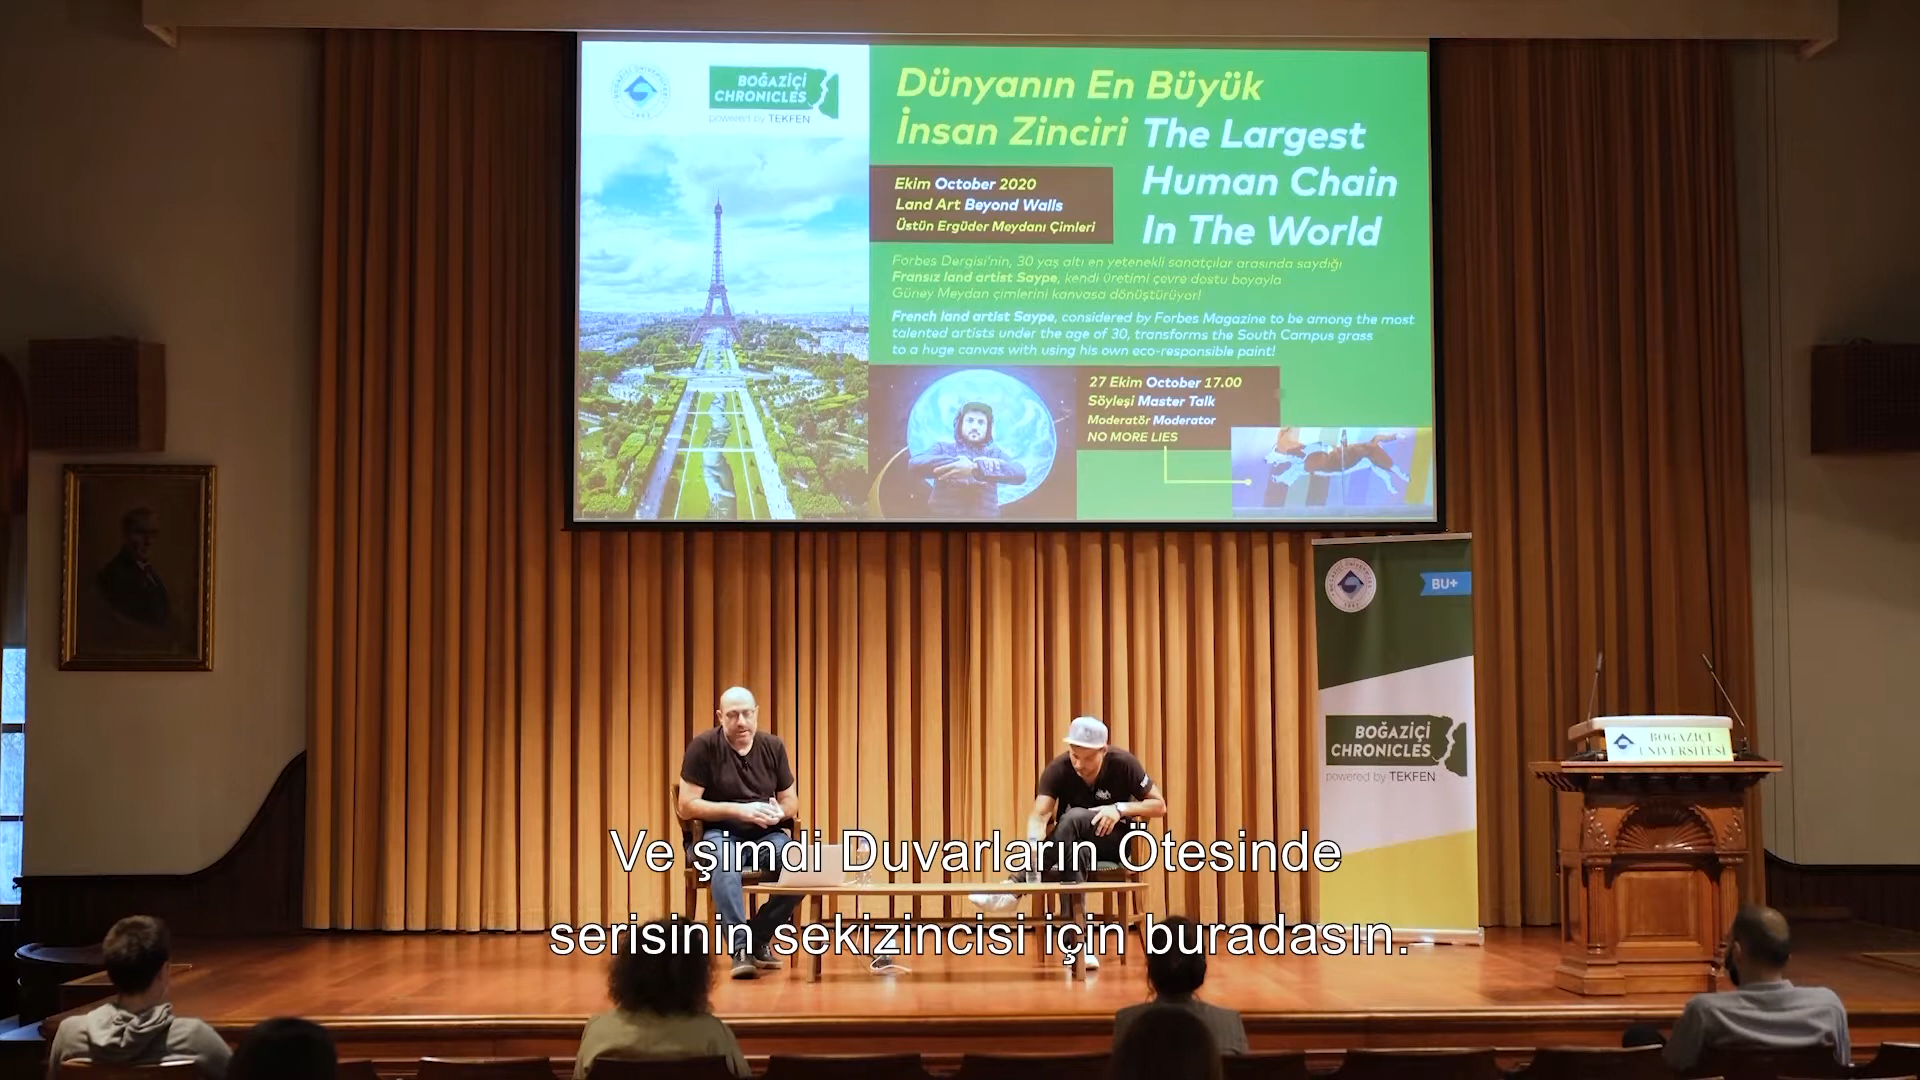 BOĞAZİÇİ
CHRONICLES
powered by TEKFEN
Dünyanın En Büyük
İnsan Zinciri The Largest
Human Chain
In The World
Ekim October 2020
Land Art Beyond Walls
Üstün Ergüder Meydanı Çimleri
Forbes Dergisi'nin, 30 yaş altı en yetenekli sanatçılar arasında saydığı
Fransız land artist Saype, kendi üretimi çevre dostu boyayla
Güney Meydan çimlerini kanvasa dönüştürüyor!
French land artist Saype, considered by Forbes Magazine to be among the most
talented artists under the age of 30, transforms the South Campus grass
to a huge canvas with using his own eco-responsible paint!
27 Ekim October 17.00
Söyleşi Master Talk
Moderatör Moderator
NO MORE LIES
BU+
BOĞAZİÇİ
CHRONICLES
powered by TEKFEN
BOĞAZİÇİ
ÜNİVERSİTESİ
Ve şimdi Duvarların Ötesinde
serisinin sekizincisi için buradasın.